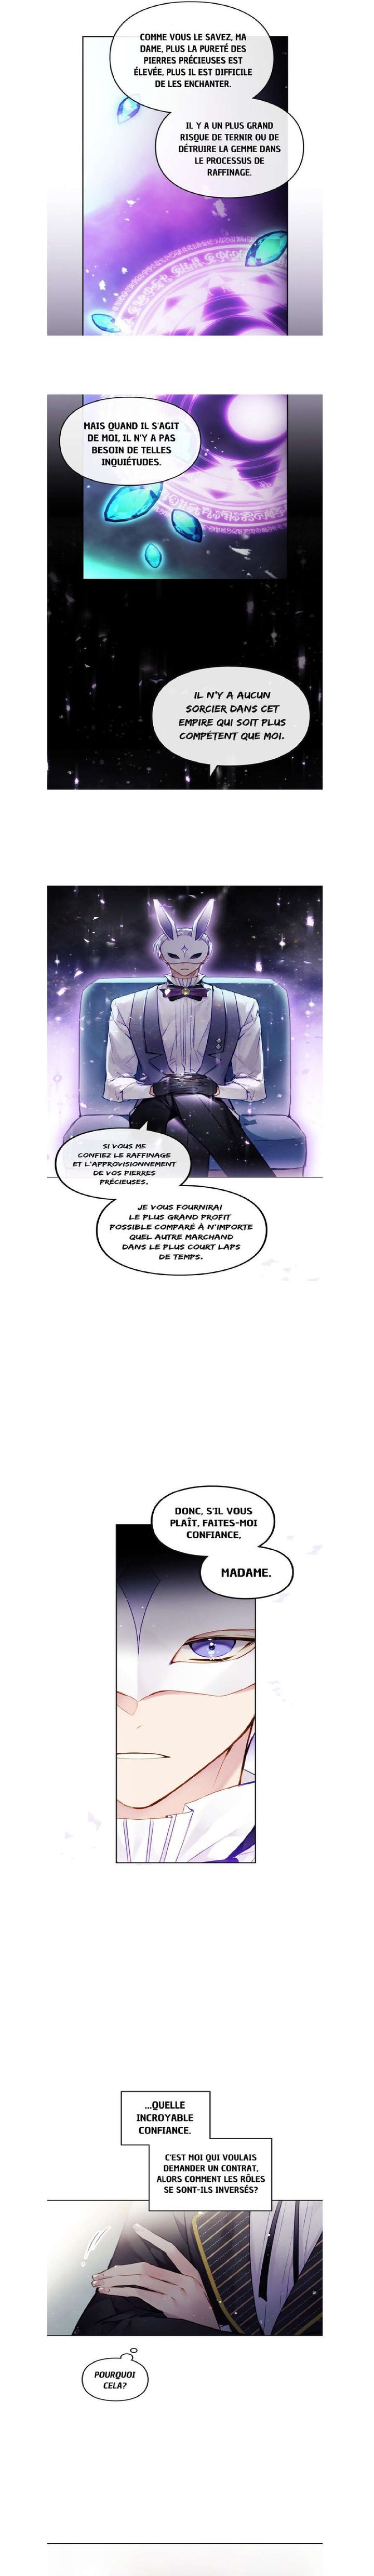 COMME VOUS LE SAVEZ, MA
DAME, PLUS LA PURETÉ DES
PIERRES PRÉCIEUSES EST
ÉLEVÉE, PLUS IL EST DIFFICILE
DE LES ENCHANTER.
IL Y A UN PLUS GRAND
RISQUE DE TERNIR OU DE
DÉTRUIRE LA GEMME DANS
LE PROCESSUS DE
RAFFINAGE.
MAIS QUAND IL S'AGIT
DE MOI, IL N'Y A PAS
BESOIN DE TELLES
INQUIÉTUDES.
IL N'Y A AUCUN
SORCIER DANS CET
EMPIRE QUI SOIT PLUS
COMPÉTENT QUE MOI.
SI VOUS ME
CONFIEZ LE RAFFINAGE
ET L'APPROVISIONNEMENT
DE VOS PIERRES
PRÉCIEUSES.
JE VOUS FOURNIRAI
LE PLUS GRAND PROFIT
POSSIBLE COMPARÉ À N'IMPORTE
QUEL AUTRE MARCHAND
DANS LE PLUS COURT LAPS
DE TEMPS.
DONC, S'IL VOUS
PLAÎT, FAITES-MOI
CONFIANCE,
MADAME.
...QUELLE
INCROYABLE
CONFIANCE.
C'EST MOI QUI VOULAIS
DEMANDER UN CONTRAT,
ALORS COMMENT LES RÔLES
SE SONT-ILS INVERSÉS?
POURQUOI
CELA?